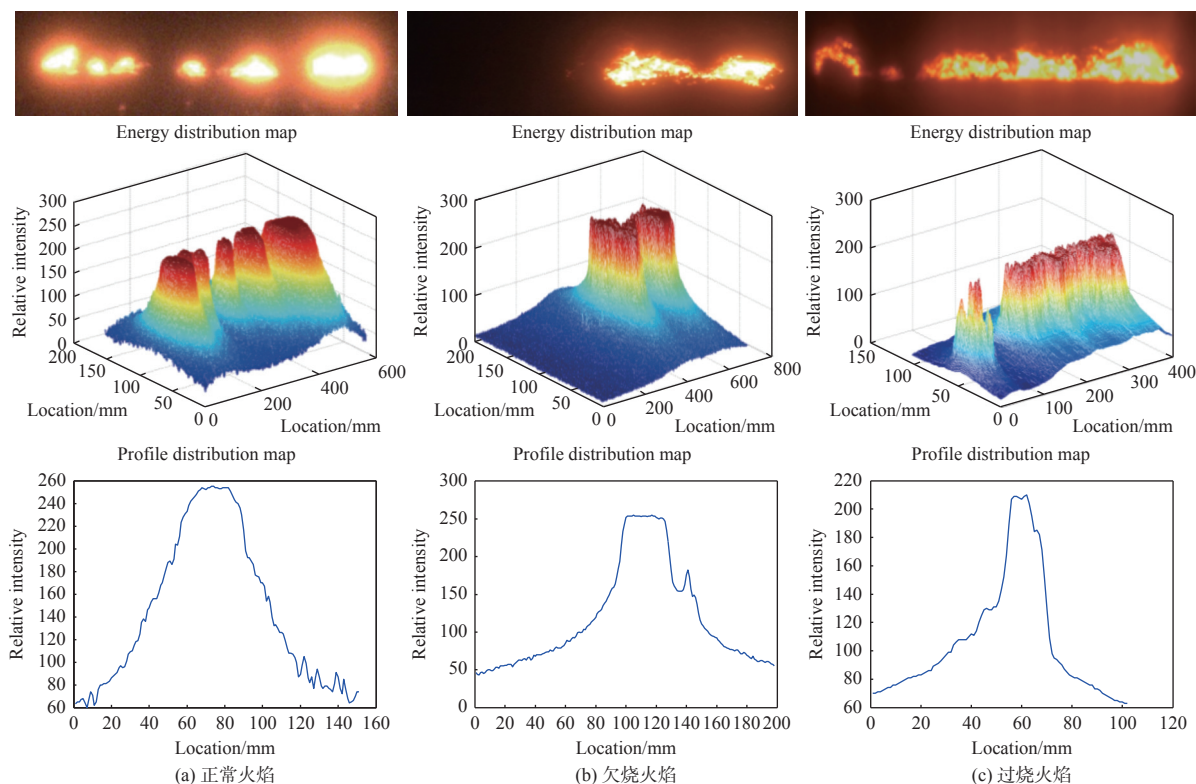 Energy distribution map
300
250
200
150
100
50
0
Relative intensity
200
150
100
50
0
Location/mm
0
200
400
600
Location/mm
Energy distribution map
300
200
100
0
Relative intensity
200
150
100
50
0
Location/mm
0
200
400
600
800
Location/mm
Energy distribution map
300
200
100
0
Relative intensity
150
100
50
0
Location/mm
0
100
200
300
400
Location/mm
Profile distribution map
260
240
220
200
180
160
140
120
100
80
60
Relative intensity
0 20 40 60 80 100 120 140 160
Location/mm
(a) 正常火焰
Profile distribution map
300
250
200
150
100
50
0
Relative intensity
0 20 40 60 80 100 120 140 160 180 200
Location/mm
(b) 欠烧火焰
Profile distribution map
220
200
180
160
140
120
100
80
60
Relative intensity
0 20 40 60 80 100 120
Location/mm
(c) 过烧火焰